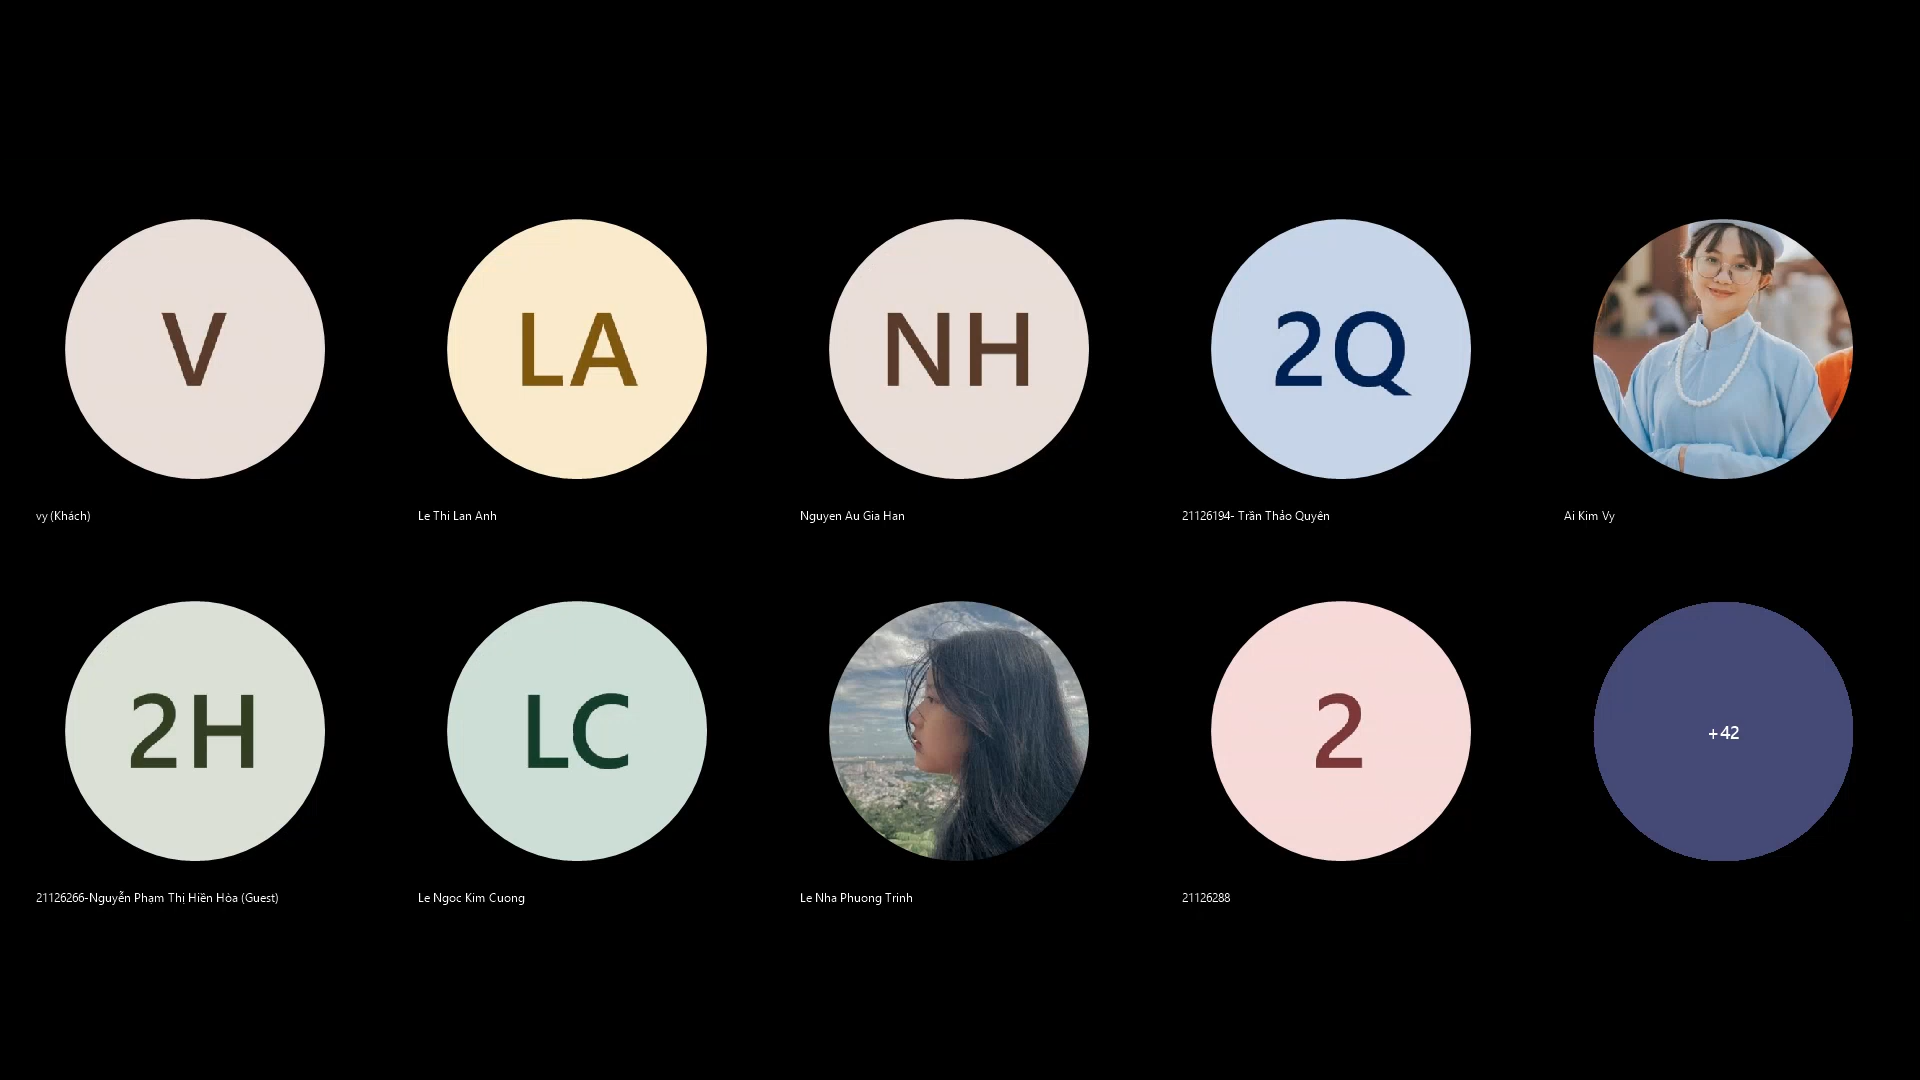 V
LA
NH
2Q
vy (Khách)
Le Thi Lan Anh
Nguyen Au Gia Han
21126194- Trần Thảo Quyên
Ai Kim Vy
2H
LC
2
+42
21126266-Nguyễn Phạm Thị Hiền Hòa (Guest)
Le Ngoc Kim Cuong
Le Nha Phuong Trinh
21126288